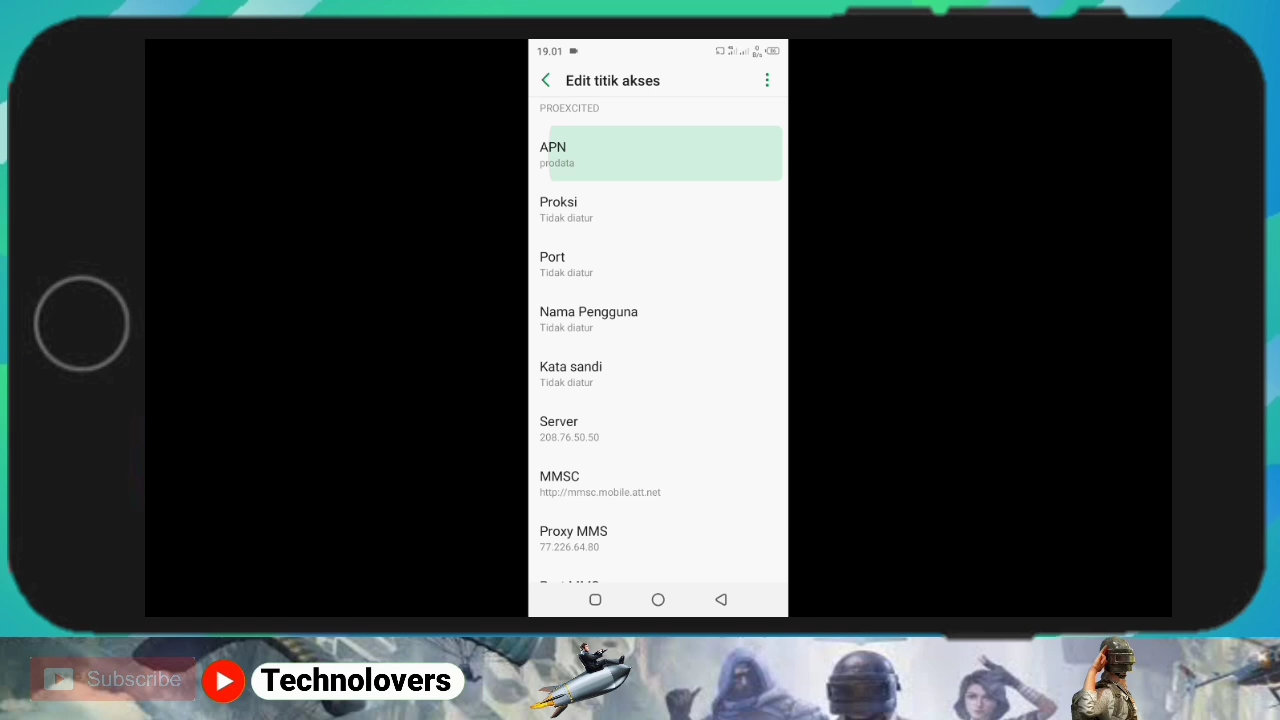 19.01
Edit titik akses
PROEXCITED
APN
prodata
Proksi
Tidak diatur
Port
Tidak diatur
Nama Pengguna
Tidak diatur
Kata sandi
Tidak diatur
Server
208.76.50.50
MMSC
http://mmsc.mobile.att.net
Proxy MMS
77.226.64.80
Subscribe
Technolovers